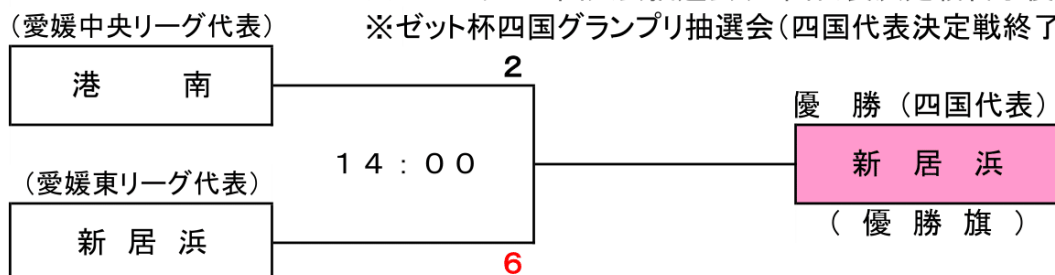 (愛媛中央リーグ代表)
※ゼット杯四国グランプリ抽選会(四国代表決定戦終了
港 南
2
優 勝 (四国代表)
14:00
新 居 浜
(愛媛東リーグ代表)
新 居 浜
(優勝旗)
6